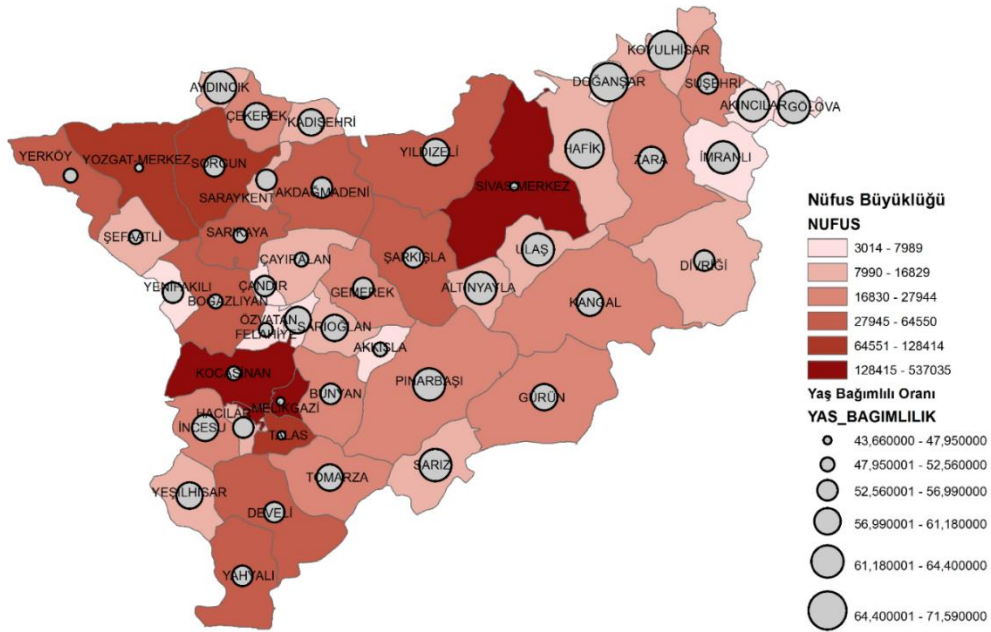 KOYULHİSAR
DOĞANŞAR
SUŞEHRİ
AYDINCIK
AKINCILAR
GOLOVA
ÇEKEREK
KADIŞEHRİ
YERKÖY
YOZGAT-MERKEZ
SORGUN
YILDIZELİ
HAFİK
ZARA
İMRANLI
SARAYKENT
AKDAĞMADENİ
SİVAS-MERKEZ
ŞEFAATLİ
SARIKAYA
ULAŞ
ÇAYIRALAN
ŞARKIŞLA
DİVRİĞİ
YENİFAKILI
ÇANDIR
GEMEREK
ALTINYAYLA
BOĞAZLIYAN
KANGAL
ÖZVATAN
FELAHİYE
SARIOĞLAN
AKKIŞLA
KOCASİNAN
PINARBAŞI
BÜNYAN
GÜRÜN
MELİKGAZİ
HACILAR
İNCESU
TALAS
SARIZ
TOMARZA
YEŞİLHİSAR
DEVELİ
YAHYALI
Nüfus Büyüklüğü
NUFUS
3014 - 7989
7990 - 16829
16830 - 27944
27945 - 64550
64551 - 128414
128415 - 537035
Yaş Bağımlılı Oranı
YAS_BAGIMLILIK
43,660000 - 47,950000
47,950001 - 52,560000
52,560001 - 56,990000
56,990001 - 61,180000
61,180001 - 64,400000
64,400001 - 71,590000